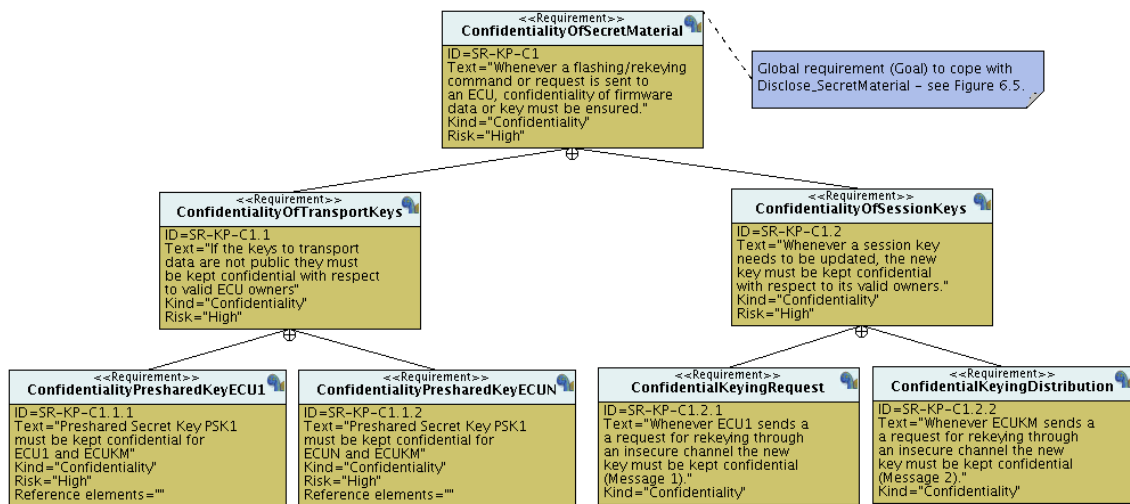 <<Requirement>>
ConfidentialityOfSecretMaterial
ID=SR-KP-C1
Text="Whenever a flashing/rekeying
command or request is sent to
an ECU, confidentiality of firmware
data or key must be ensured."
Kind="Confidentiality"
Risk="High"
Global requirement (Goal) to cope with
Disclose_SecretMaterial – see Figure 6.5.
<<Requirement>>
ConfidentialityOfTransportKeys
ID=SR-KP-C1.1
Text="If the keys to transport
data are not public they must
be kept confidential with respect
to valid ECU owners"
Kind="Confidentiality"
Risk="High"
<<Requirement>>
ConfidentialityOfSessionKeys
ID=SR-KP-C1.2
Text="Whenever a session key
needs to be updated, the new
key must be kept confidential
with respect to its valid owners."
Kind="Confidentiality"
Risk="High"
<<Requirement>>
ConfidentialityPresharedKeyECU1
ID=SR-KP-C1.1.1
Text="Preshared Secret Key PSK1
must be kept confidential for
ECU1 and ECUKM"
Kind="Confidentiality"
Risk="High"
Reference elements=""
<<Requirement>>
ConfidentialityPresharedKeyECUN
ID=SR-KP-C1.1.2
Text="Preshared Secret Key PSK1
must be kept confidential for
ECUN and ECUKM"
Kind="Confidentiality"
Risk="High"
Reference elements=""
<<Requirement>>
ConfidentialKeyingRequest
ID=SR-KP-C1.2.1
Text="Whenever ECU1 sends a
a request for rekeying through
an insecure channel the new
key must be kept confidential
(Message 1)."
Kind="Confidentiality"
<<Requirement>>
ConfidentialKeyingDistribution
ID=SR-KP-C1.2.2
Text="Whenever ECUKM sends a
a request for rekeying through
an insecure channel the new
key must be kept confidential
(Message 2)."
Kind="Confidentiality"